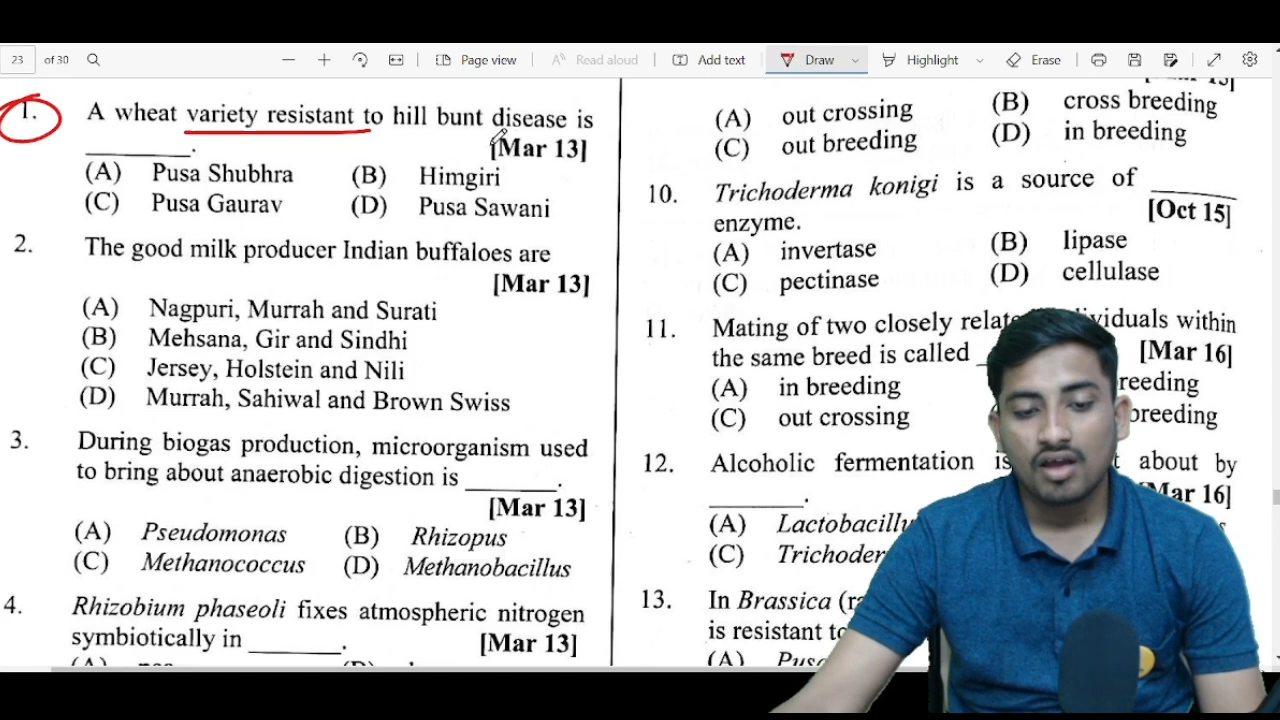 23 of 30 Page view Read aloud Add text Draw Highlight Erase
1. A wheat variety resistant to hill bunt disease is
________. [Mar 13]
(A) Pusa Shubhra (B) Himgiri
(C) Pusa Gaurav (D) Pusa Sawani
2. The good milk producer Indian buffaloes are
[Mar 13]
(A) Nagpuri, Murrah and Surati
(B) Mehsana, Gir and Sindhi
(C) Jersey, Holstein and Nili
(D) Murrah, Sahiwal and Brown Swiss
3. During biogas production, microorganism used
to bring about anaerobic digestion is ________.
[Mar 13]
(A) Pseudomonas (B) Rhizopus
(C) Methanococcus (D) Methanobacillus
4. Rhizobium phaseoli fixes atmospheric nitrogen
symbiotically in ________. [Mar 13]
(A) (B)
(A) out crossing (B) cross breeding
(C) out breeding (D) in breeding
10. Trichoderma konigi is a source of ________
enzyme. [Oct 15]
(A) invertase (B) lipase
(C) pectinase (D) cellulase
11. Mating of two closely related individuals within
the same breed is called [Mar 16]
(A) in breeding breeding
(C) out crossing breeding
12. Alcoholic fermentation is about by
________. [Mar 16]
(A)
(C)
13. In Brassica
is resistant to
(A)